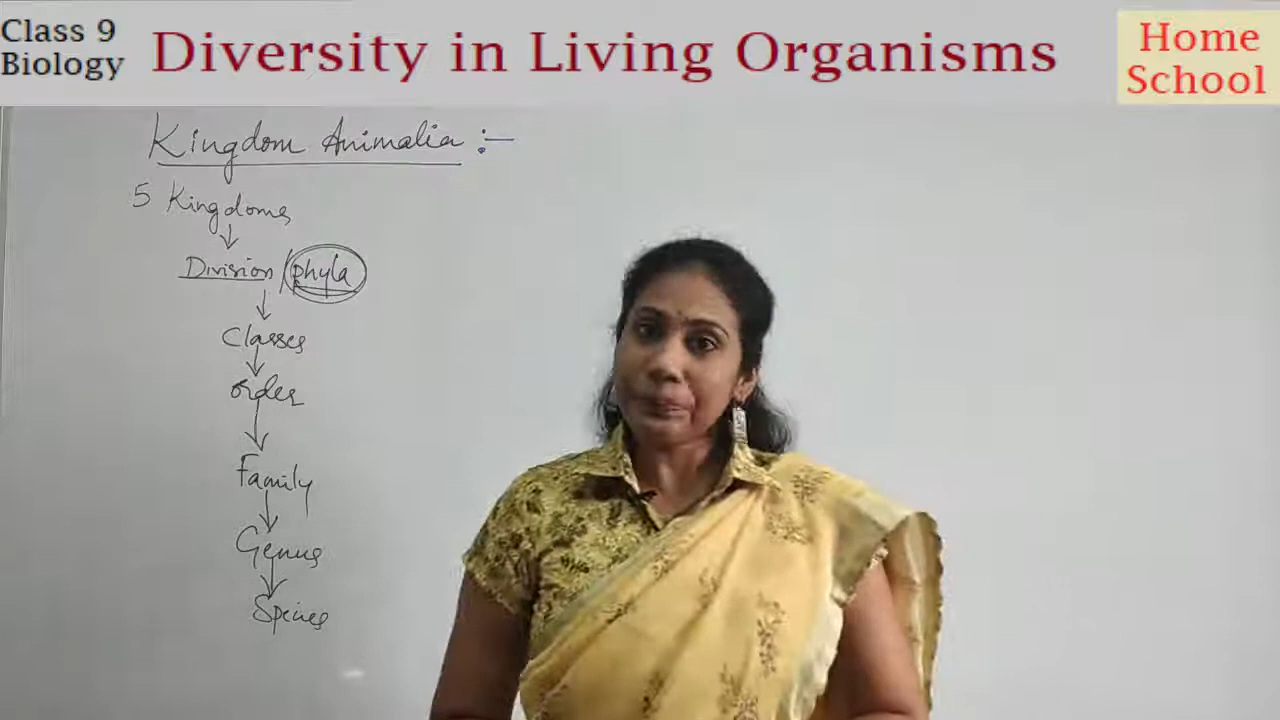 Class 9
Biology
Diversity in Living Organisms
Home
School
Kingdom Animalia :-
5 Kingdoms
Division / phyla
Classes
order
Family
Genus
Species